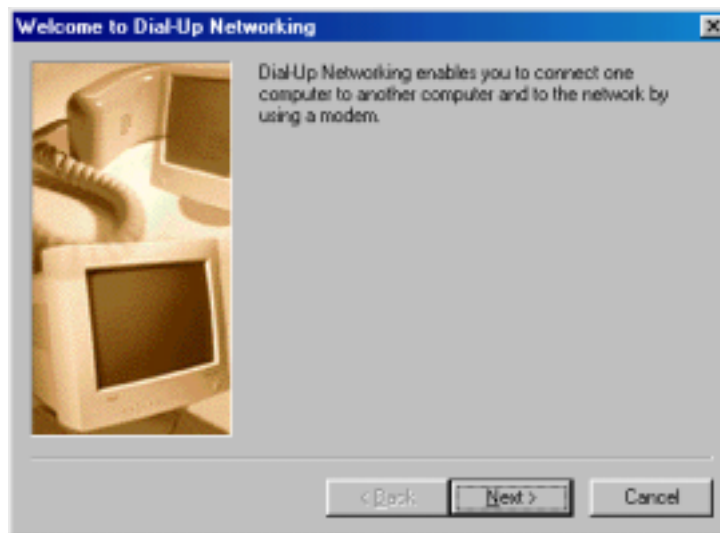 Welcome to Dial-Up Networking
Dial-Up Networking enables you to connect one
computer to another computer and to the network by
using a modem.
< Back
Next >
Cancel